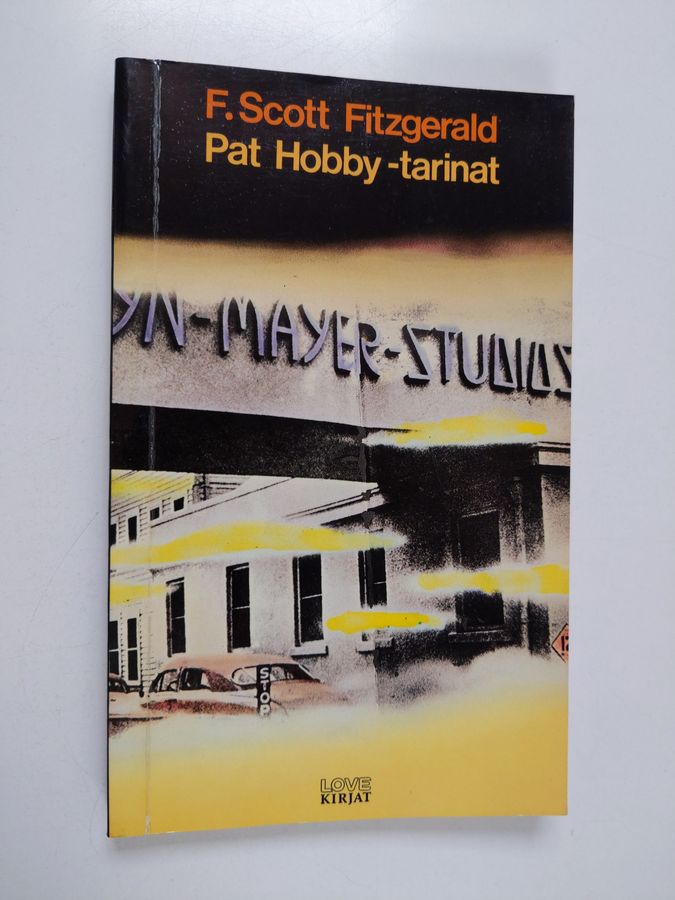 F. Scott Fitzgerald
Pat Hobby -tarinat
YN-MAYER-STUDIOS
STOP
LOVE
KIRJAT